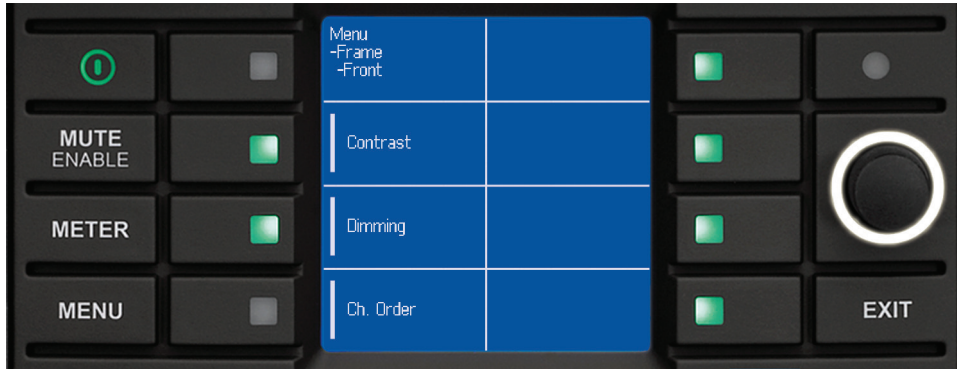 MUTE
ENABLE
METER
MENU
Menu
-Frame
-Front
Contrast
Dimming
Ch. Order
EXIT